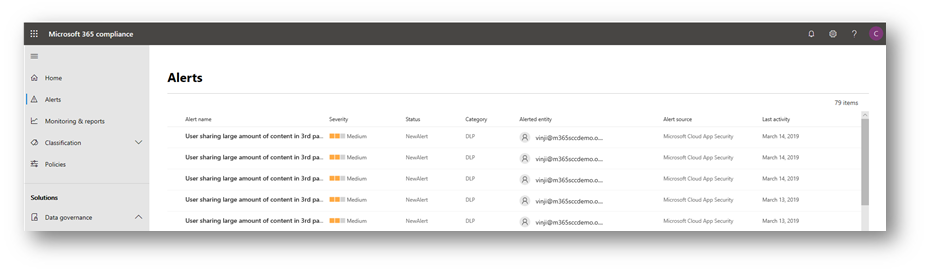 Microsoft 365 compliance
?
C
Home
Alerts
Monitoring & reports
Classification
Policies
Solutions
Data governance
Alerts
79 items
Alert name Severity Status Category Alerted entity Alert source Last activity
User sharing large amount of content in 3rd pa... Medium NewAlert DLP vinji@m365sccdemo.o... Microsoft Cloud App Security March 14, 2019
User sharing large amount of content in 3rd pa... Medium NewAlert DLP vinji@m365sccdemo.o... Microsoft Cloud App Security March 14, 2019
User sharing large amount of content in 3rd pa... Medium NewAlert DLP vinji@m365sccdemo.o... Microsoft Cloud App Security March 14, 2019
User sharing large amount of content in 3rd pa... Medium NewAlert DLP vinji@m365sccdemo.o... Microsoft Cloud App Security March 13, 2019
User sharing large amount of content in 3rd pa... Medium NewAlert DLP vinji@m365sccdemo.o... Microsoft Cloud App Security March 13, 2019